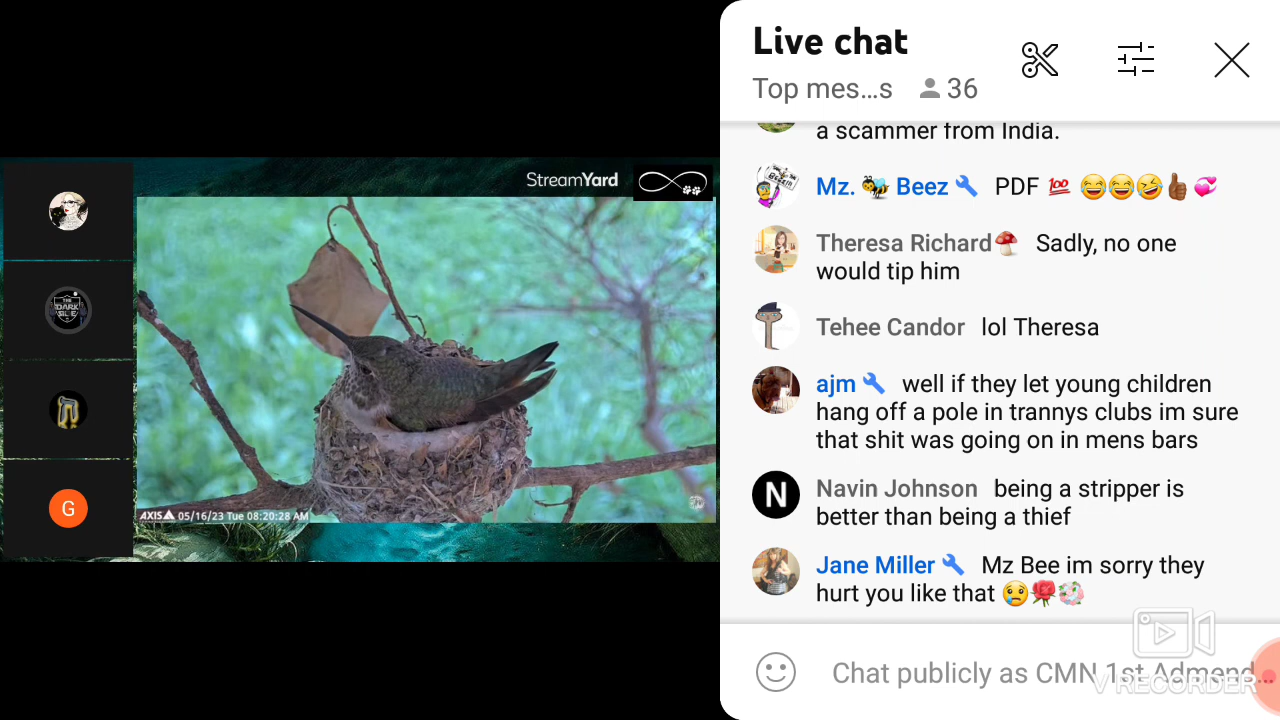 Live chat
Top mes...s 36
a scammer from India.
Mz. 🐝 Beez PDF 💯 😂😂🤣👍🏾💞
Theresa Richard🍄 Sadly, no one
would tip him
Tehee Candor lol Theresa
ajm well if they let young children
hang off a pole in trannys clubs im sure
that shit was going on in mens bars
N Navin Johnson being a stripper is
better than being a thief
Jane Miller Mz Bee im sorry they
hurt you like that 😢🌹💐
Chat publicly as CMN 1st Admend...
V RECORDER
StreamYard
THE
DARK
SIDE
G
AXIS 05/16/23 Tue 08:20:28 AM